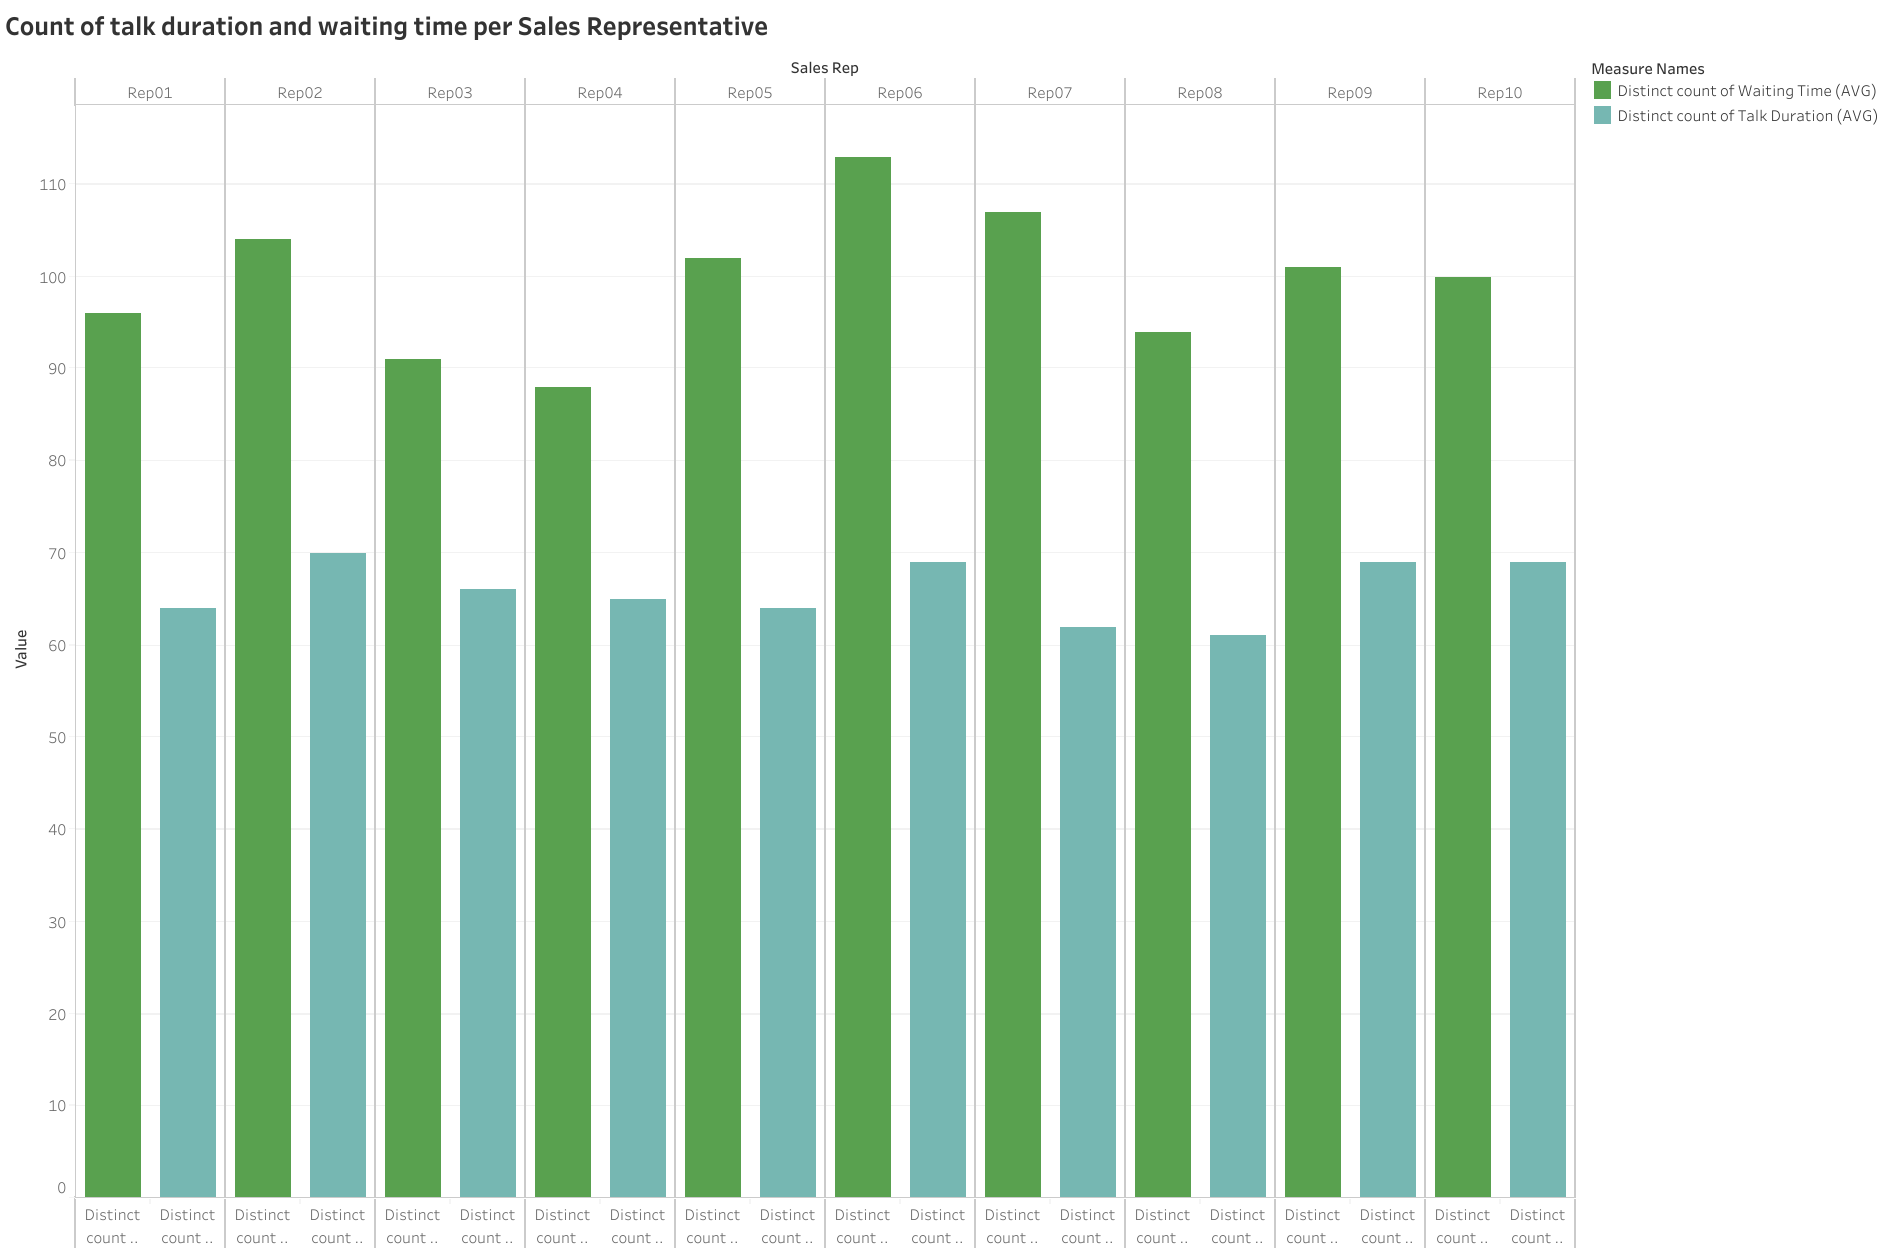 Count of talk duration and waiting time per Sales Representative
Sales Rep
Rep01 Rep02 Rep03 Rep04 Rep05 Rep06 Rep07 Rep08 Rep09 Rep10
Measure Names
Distinct count of Waiting Time (AVG)
Distinct count of Talk Duration (AVG)
110
100
90
80
70
60
50
40
30
20
10
0
Value
Distinct Distinct Distinct Distinct Distinct Distinct Distinct Distinct Distinct Distinct Distinct Distinct Distinct Distinct Distinct Distinct Distinct Distinct Distinct Distinct
count .. count .. count .. count .. count .. count .. count .. count .. count .. count .. count .. count .. count .. count .. count .. count .. count .. count .. count .. count ..